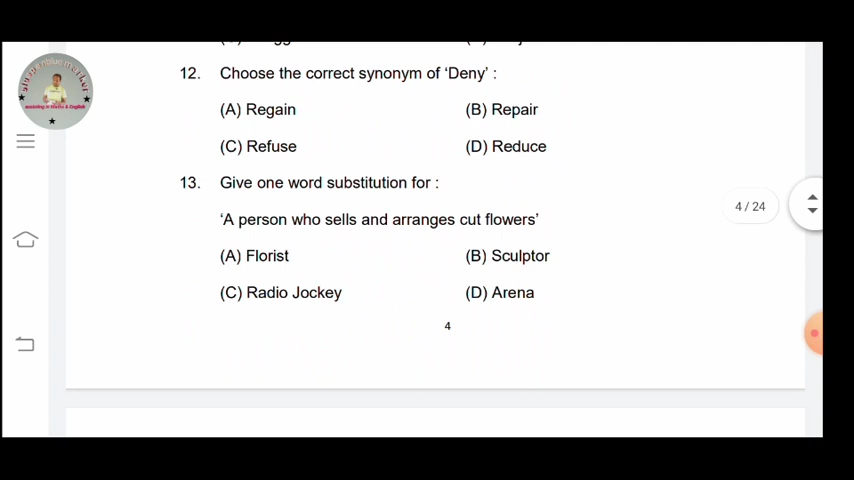 12. Choose the correct synonym of ‘Deny’ :
(A) Regain (B) Repair
(C) Refuse (D) Reduce
13. Give one word substitution for :
‘A person who sells and arranges cut flowers’
(A) Florist (B) Sculptor
(C) Radio Jockey (D) Arena
4
4 / 24